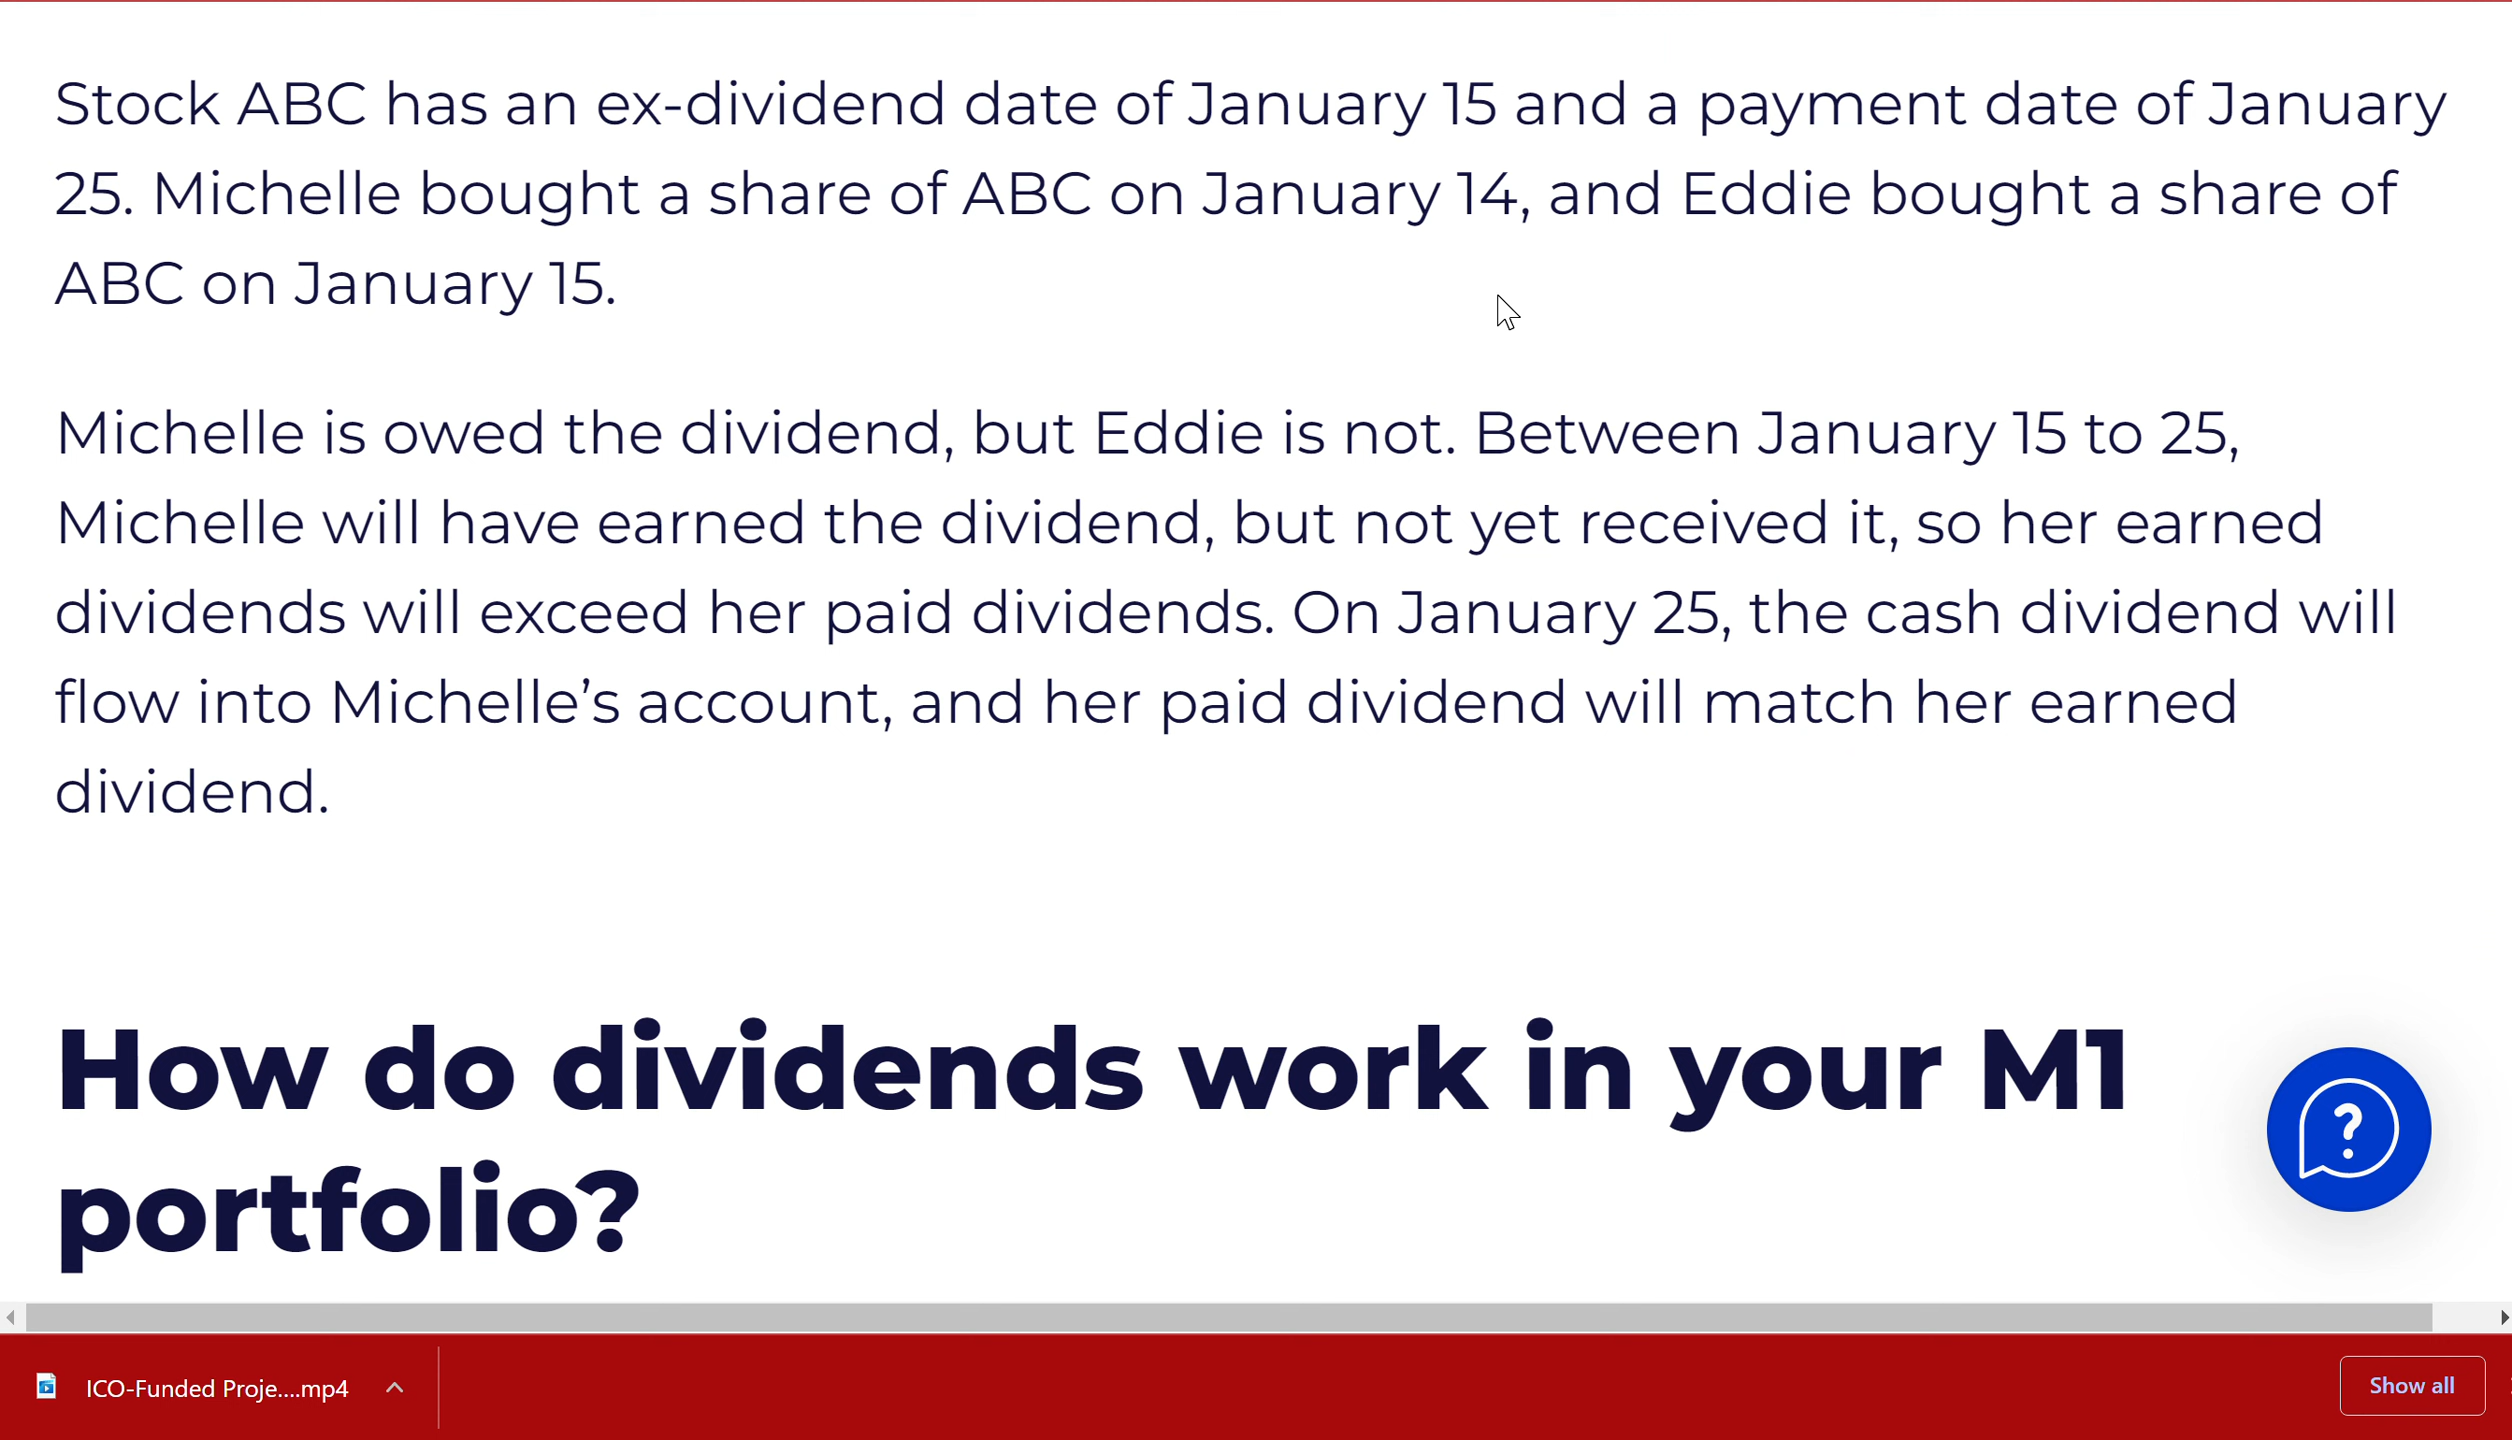 Stock ABC has an ex-dividend date of January 15 and a payment date of January
25. Michelle bought a share of ABC on January 14, and Eddie bought a share of
ABC on January 15.
Michelle is owed the dividend, but Eddie is not. Between January 15 to 25,
Michelle will have earned the dividend, but not yet received it, so her earned
dividends will exceed her paid dividends. On January 25, the cash dividend will
flow into Michelle’s account, and her paid dividend will match her earned
dividend.
How do dividends work in your M1
portfolio?
ICO-Funded Proje....mp4
Show all